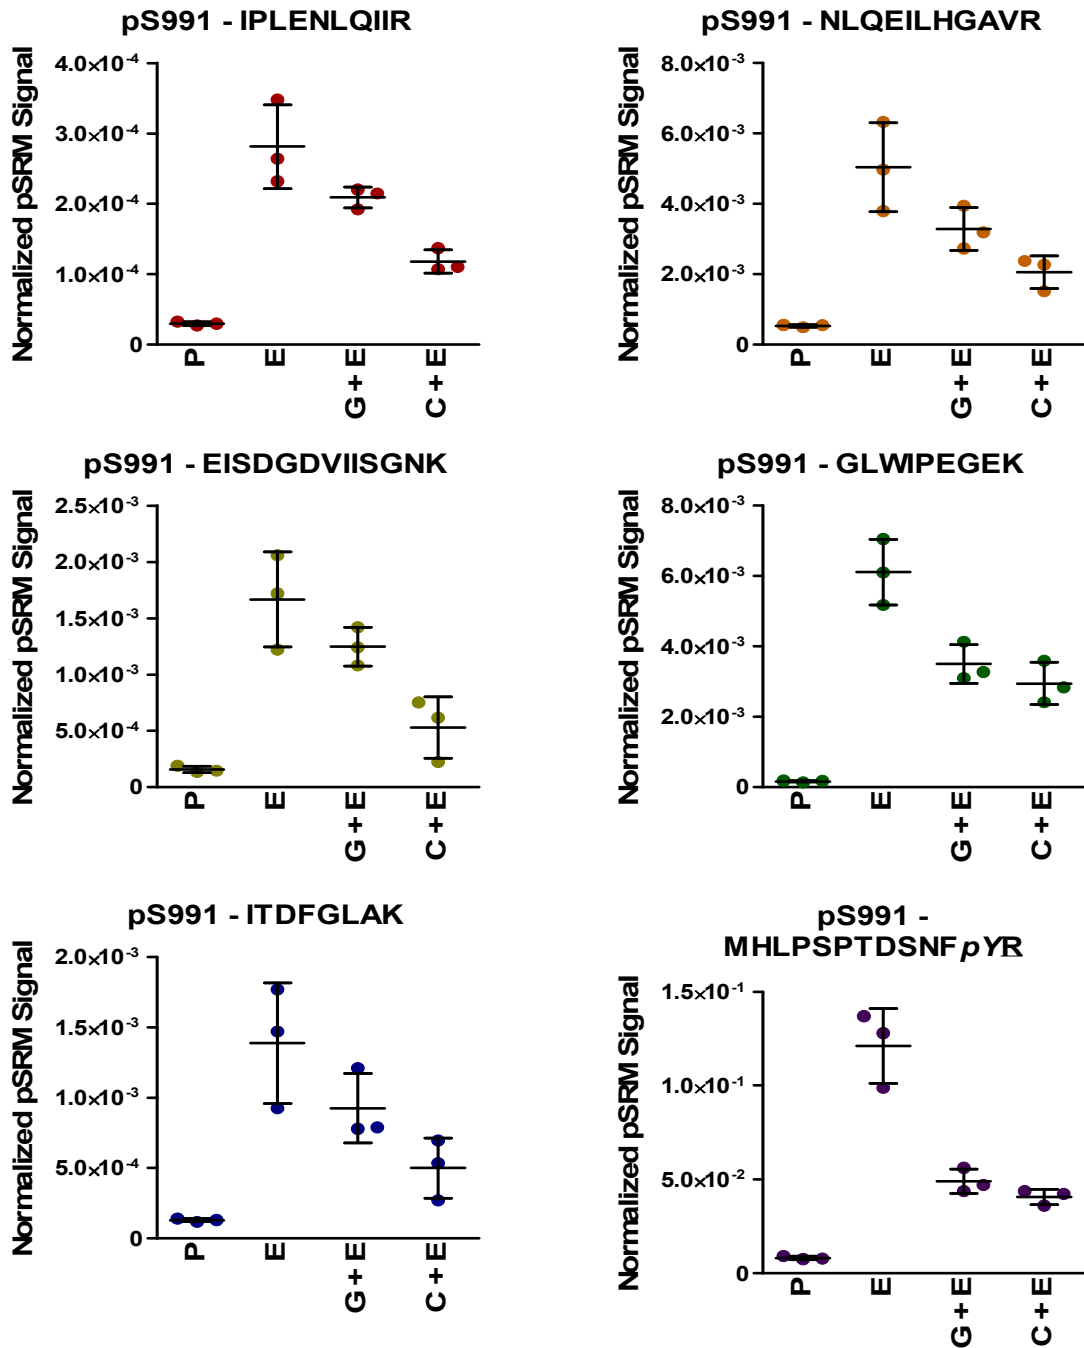 pS991 - IPLENLQIIR
Normalized pSRM Signal
4.0×10⁻⁴
3.0×10⁻⁴
2.0×10⁻⁴
1.0×10⁻⁴
0
P
E
G + E
C + E
pS991 - NLQEILHGAVR
Normalized pSRM Signal
8.0×10⁻³
6.0×10⁻³
4.0×10⁻³
2.0×10⁻³
0
P
E
G + E
C + E
pS991 - EISDGDVIISGNK
Normalized pSRM Signal
2.5×10⁻³
2.0×10⁻³
1.5×10⁻³
1.0×10⁻³
5.0×10⁻⁴
0
P
E
G + E
C + E
pS991 - GLWIPEGEK
Normalized pSRM Signal
8.0×10⁻³
6.0×10⁻³
4.0×10⁻³
2.0×10⁻³
0
P
E
G + E
C + E
pS991 - ITDFGLAK
Normalized pSRM Signal
2.0×10⁻³
1.5×10⁻³
1.0×10⁻³
5.0×10⁻⁴
0
P
E
G + E
C + E
pS991 -
MHLPSPTDSNFpYR
Normalized pSRM Signal
1.5×10⁻¹
1.0×10⁻¹
5.0×10⁻²
0
P
E
G + E
C + E